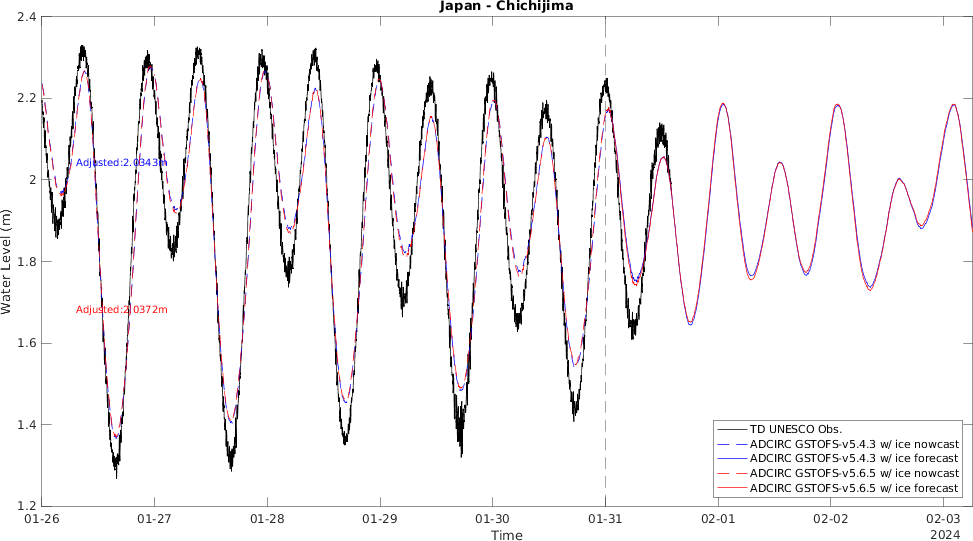 Japan - Chichijima
2.4
2.2
2
1.8
1.6
1.4
1.2
Water Level (m)
Adjusted:2.0343m
Adjusted:2.0372m
TD UNESCO Obs.
ADCIRC GSTOFS-v5.4.3 w/ ice nowcast
ADCIRC GSTOFS-v5.4.3 w/ ice forecast
ADCIRC GSTOFS-v5.6.5 w/ ice nowcast
ADCIRC GSTOFS-v5.6.5 w/ ice forecast
01-26 01-27 01-28 01-29 01-30 01-31 02-01 02-02 02-03
Time
2024